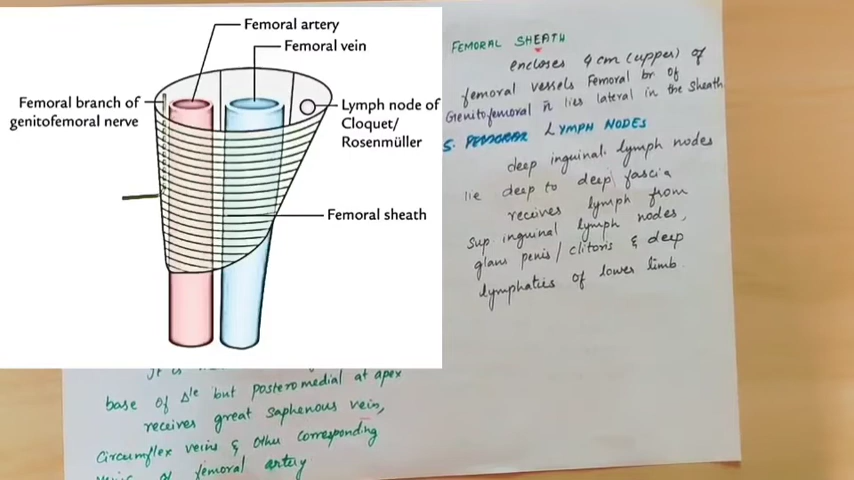 Femoral artery
Femoral vein
Femoral branch of
genitofemoral nerve
Lymph node of
Cloquet/
Rosenmüller
Femoral sheath
FEMORAL SHEATH
encloses 4 cm (upper) of
femoral vessels Femoral br of
Genitofemoral n̄ lies lateral in the sheath
5. LYMPH NODES
deep inguinal lymph nodes
lie deep to deep fascia
receives lymph from
sup inguinal lymph nodes,
glans penis/clitoris & deep
lymphatics of lower limb
It is
base of Δle but posteromedial at apex
receives great saphenous vein,
Circumflex veins & other corresponding
of femoral artery